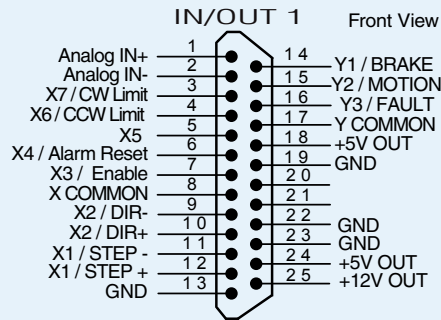 IN/OUT 1
Front View
Analog IN+ 1
Analog IN- 2
X7 / CW Limit 3
X6 / CCW Limit 4
X5 5
X4 / Alarm Reset 6
X3 / Enable 7
X COMMON 8
X2 / DIR- 9
X2 / DIR+ 10
X1 / STEP - 11
X1 / STEP + 12
GND 13
14 Y1 / BRAKE
15 Y2 / MOTION
16 Y3 / FAULT
17 Y COMMON
18 +5V OUT
19 GND
20
21
22 GND
23 GND
24 +5V OUT
25 +12V OUT